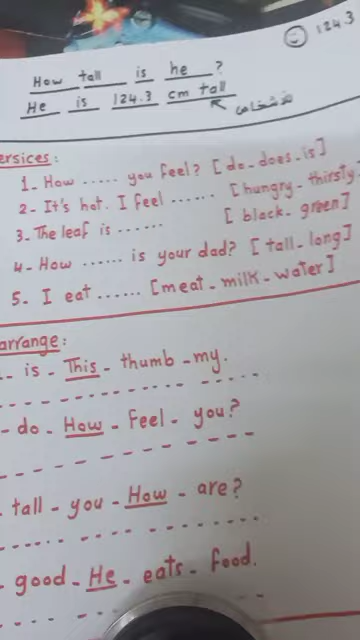 124.3
How tall is he ?
He is 124.3 cm tall
ersices:
1- How ..... you feel? [do - does - is]
2- It's hot. I feel ...... [hungry - thirsty
3- The leaf is ...... [black - green]
4- How ...... is your dad? [tall - long]
5. I eat ...... [meat - milk - water]
arrange:
- is - This - thumb - my.
- do - How - feel - you?
tall - you - How - are?
- good - He - eats - food.